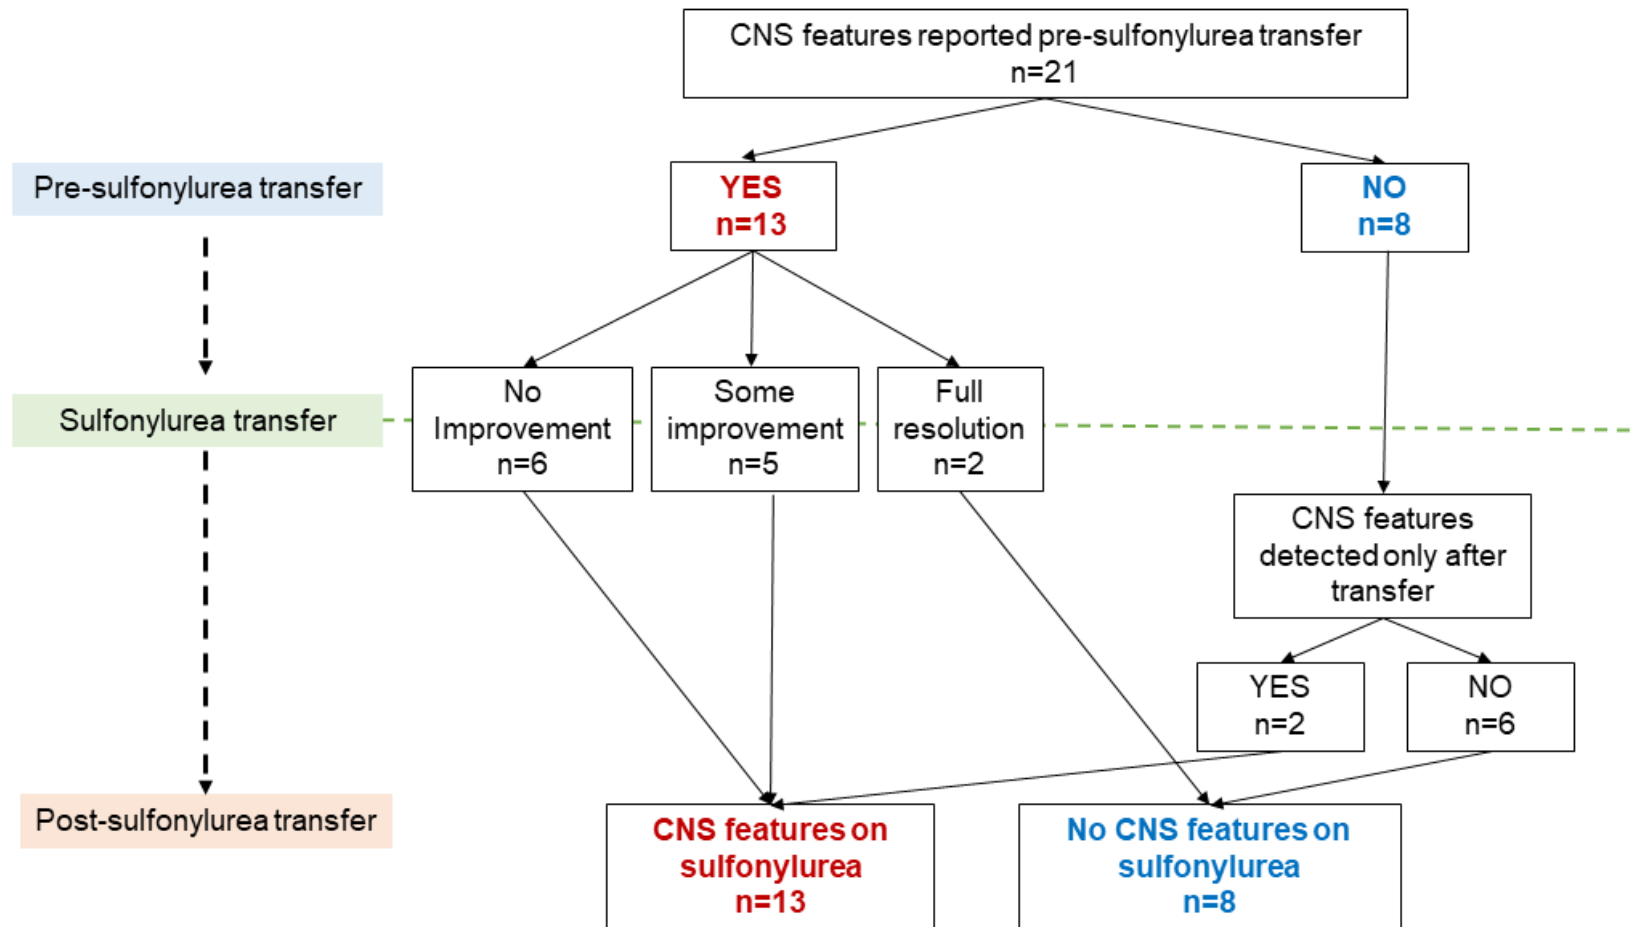 CNS features reported pre-sulfonylurea transfer
n=21
Pre-sulfonylurea transfer
YES
n=13
NO
n=8
Sulfonylurea transfer
No
Improvement
n=6
Some
improvement
n=5
Full
resolution
n=2
CNS features
detected only after
transfer
YES
n=2
NO
n=6
Post-sulfonylurea transfer
CNS features on
sulfonylurea
n=13
No CNS features on
sulfonylurea
n=8